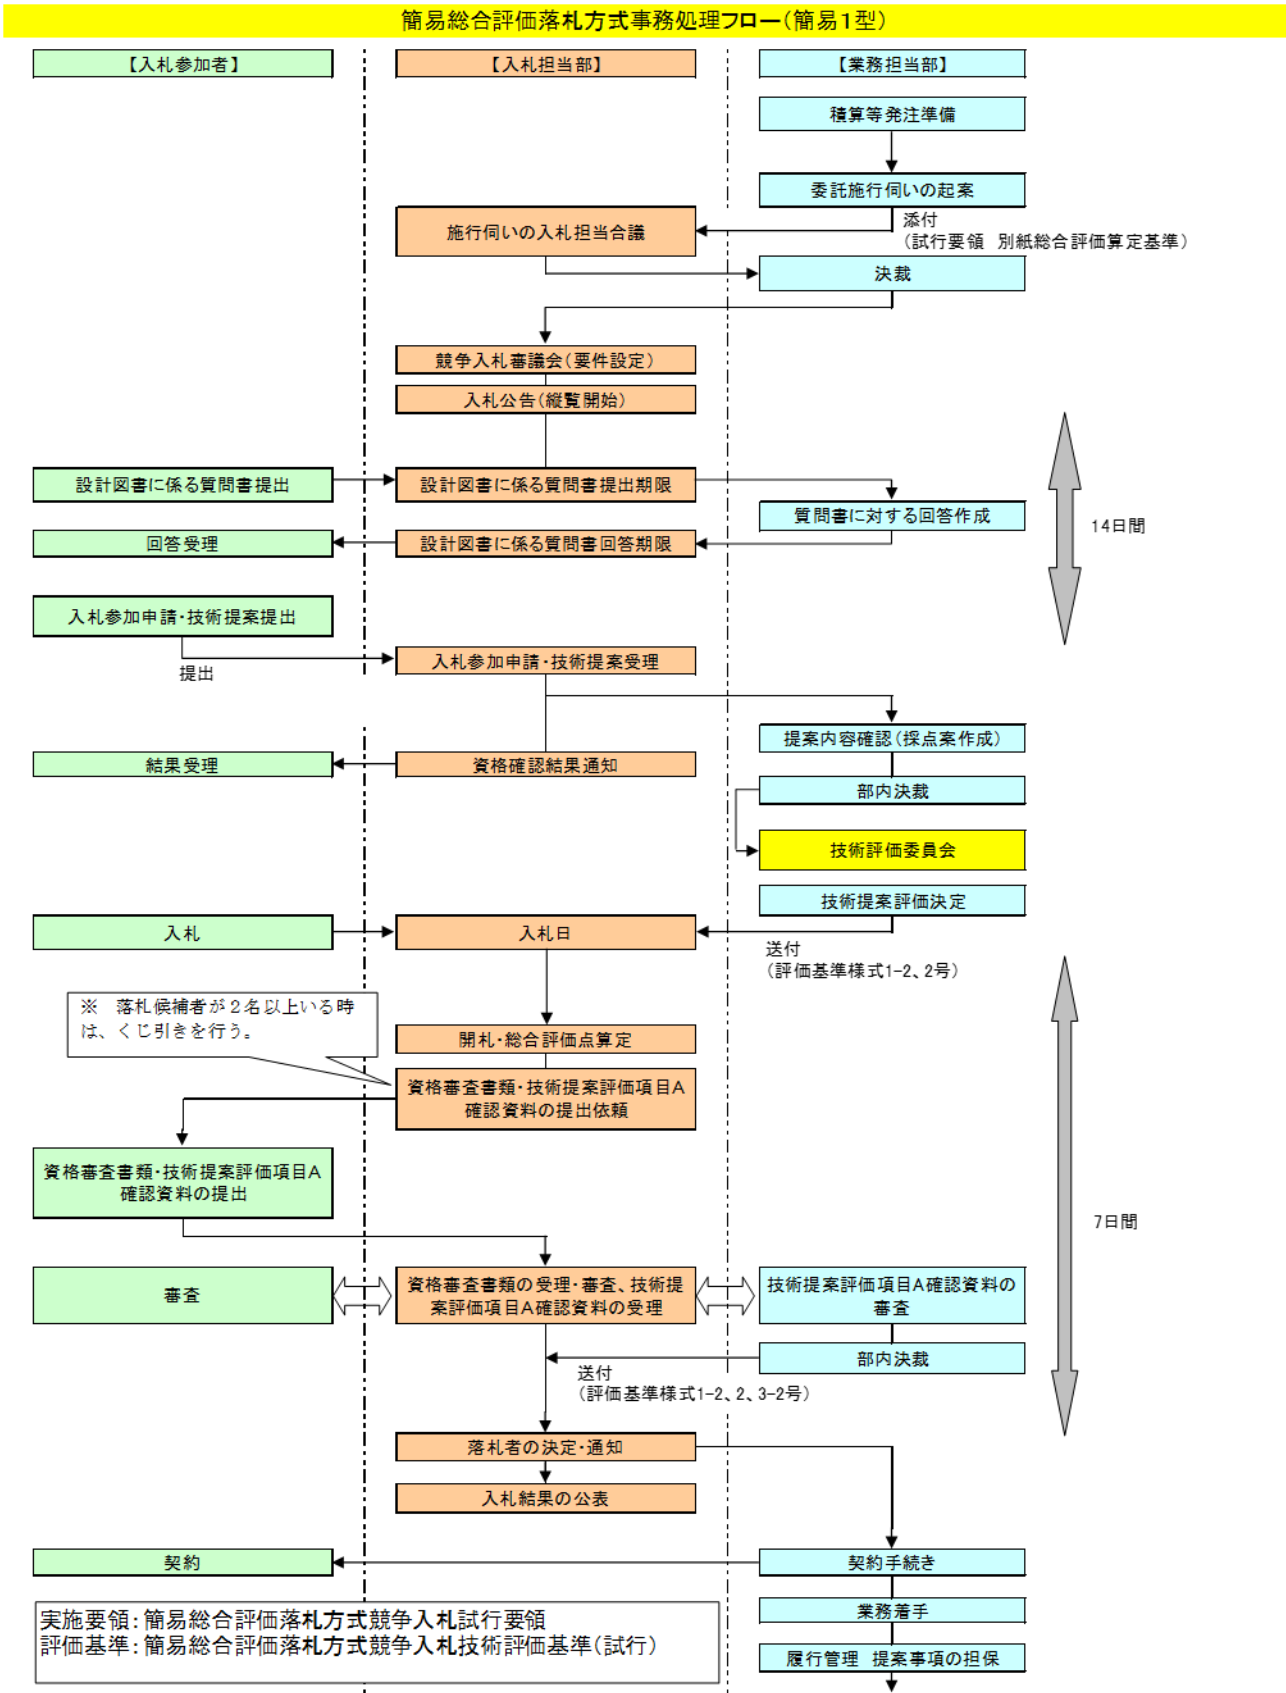 簡易総合評価落札方式事務処理フロー(簡易1型)
【入札参加者】
【入札担当部】
【業務担当部】
積算等発注準備
委託施行伺いの起案
添付
(試行要領 別紙総合評価算定基準)
施行伺いの入札担当合議
決裁
競争入札審議会(要件設定)
入札公告(縦覧開始)
設計図書に係る質問書提出
設計図書に係る質問書提出期限
質問書に対する回答作成
14日間
回答受理
設計図書に係る質問書回答期限
入札参加申請・技術提案提出
提出
入札参加申請・技術提案受理
提案内容確認(採点案作成)
結果受理
資格確認結果通知
部内決裁
技術評価委員会
技術提案評価決定
入札
入札日
送付
(評価基準様式1-2、2号)
※ 落札候補者が2名以上いる時
は、くじ引きを行う。
開札・総合評価点算定
資格審査書類・技術提案評価項目A
確認資料の提出依頼
資格審査書類・技術提案評価項目A
確認資料の提出
7日間
審査
資格審査書類の受理・審査、技術提
案評価項目A確認資料の受理
技術提案評価項目A確認資料の
審査
部内決裁
送付
(評価基準様式1-2、2、3-2号)
落札者の決定・通知
入札結果の公表
契約
契約手続き
業務着手
履行管理 提案事項の担保
実施要領:簡易総合評価落札方式競争入札試行要領
評価基準:簡易総合評価落札方式競争入札技術評価基準(試行)